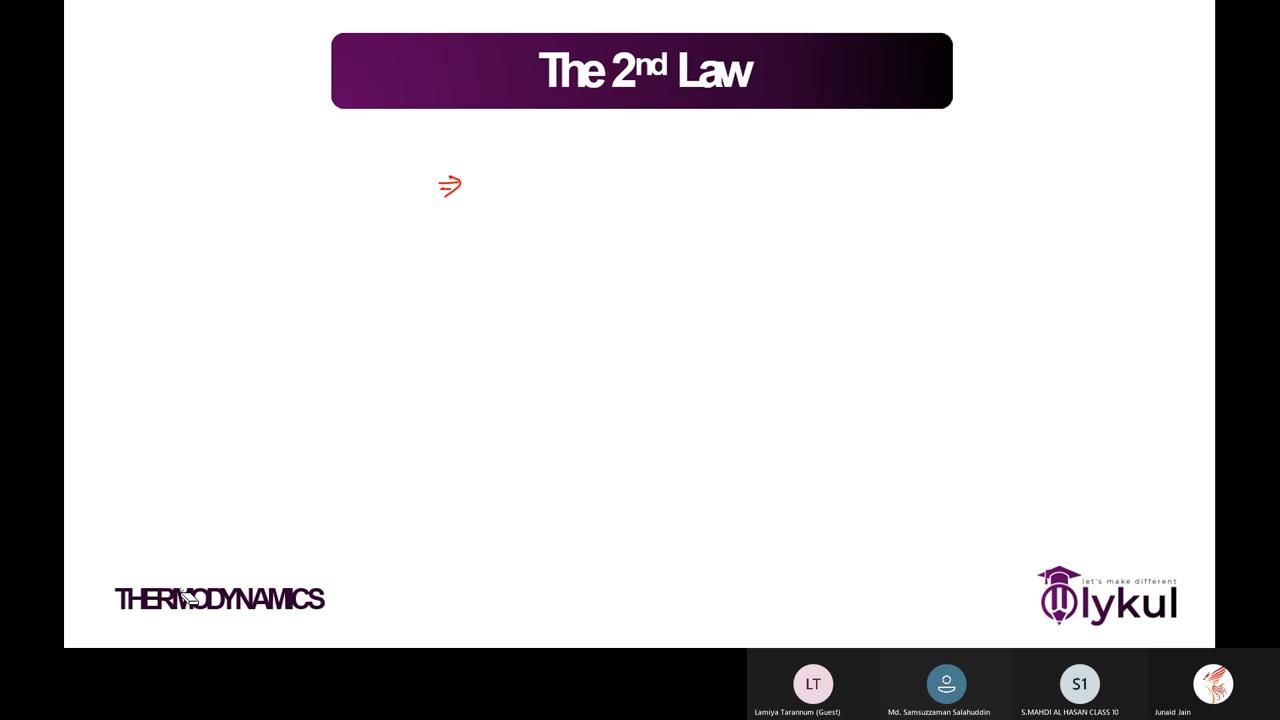 The 2nd Law
⇒
THERMODYNAMICS
let's make different
lykul
LT
S1
Lamiya Tarannum (Guest)
Md. Samsuzzaman Salahuddin
S.MAHDI AL HASAN CLASS 10
Junaid Jain